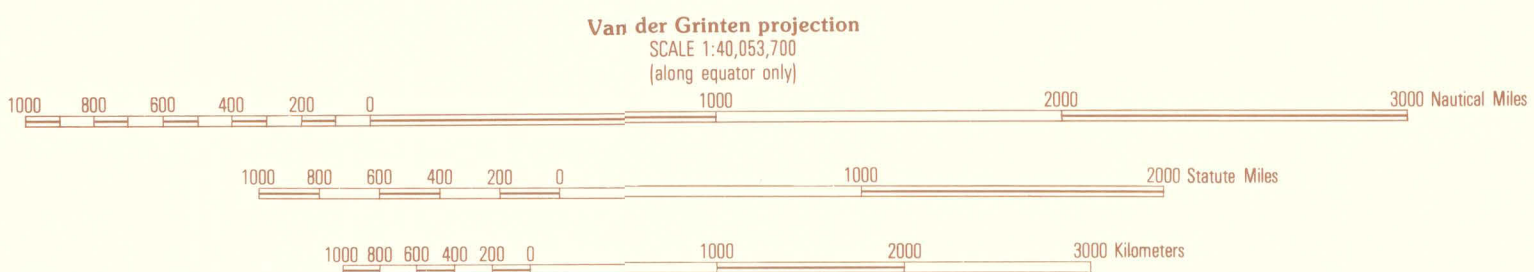 Van der Grinten projection
SCALE 1:40,053,700
(along equator only)
1000 800 600 400 200 0 1000 2000 3000 Nautical Miles
1000 800 600 400 200 0 1000 2000 Statute Miles
1000 800 600 400 200 0 1000 2000 3000 Kilometers